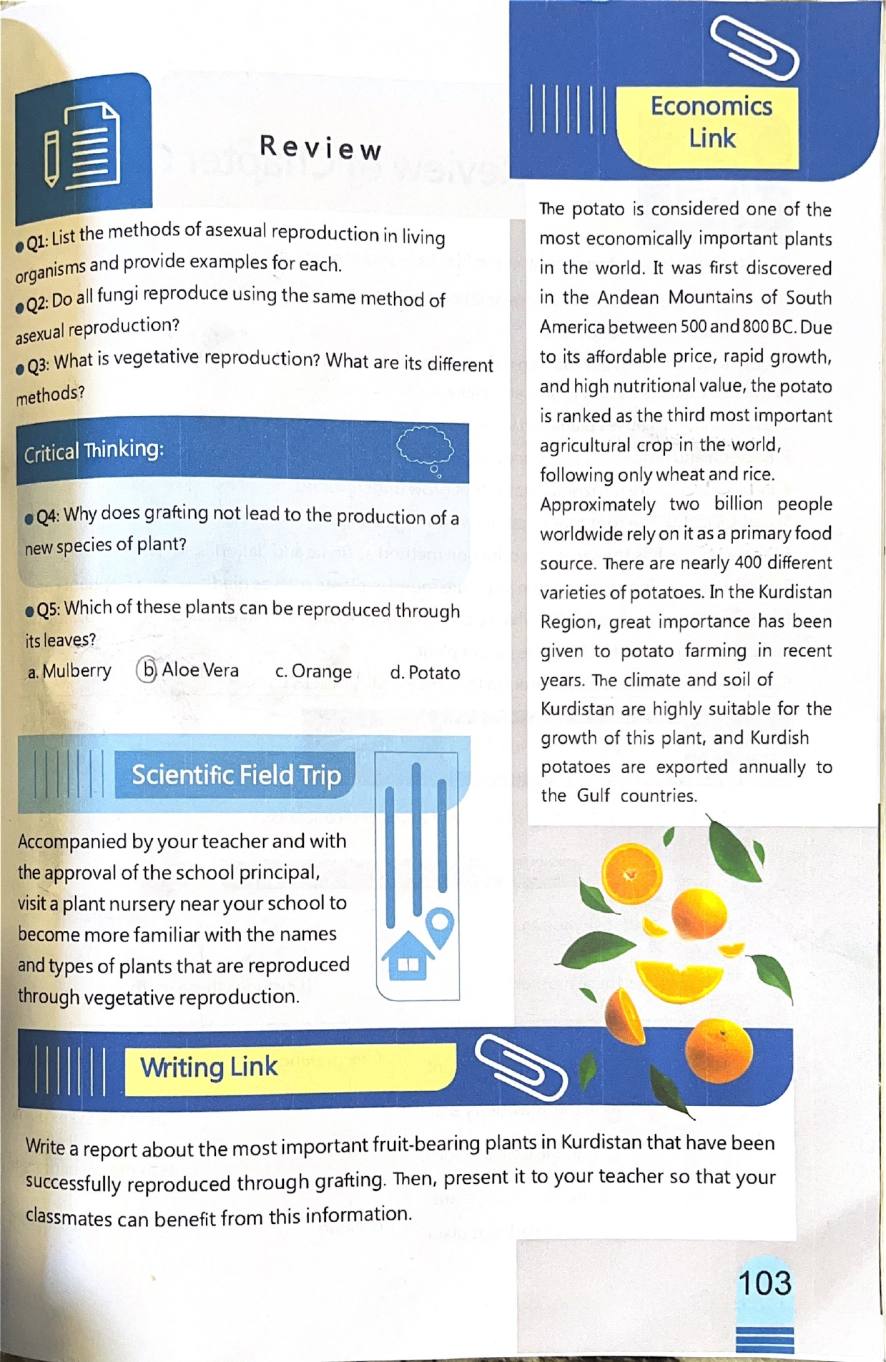 Review
●Q1: List the methods of asexual reproduction in living
organisms and provide examples for each.
●Q2: Do all fungi reproduce using the same method of
asexual reproduction?
●Q3: What is vegetative reproduction? What are its different
methods?
Critical Thinking:
●Q4: Why does grafting not lead to the production of a
new species of plant?
●Q5: Which of these plants can be reproduced through
its leaves?
a. Mulberry b) Aloe Vera c. Orange d. Potato
Scientific Field Trip
Accompanied by your teacher and with
the approval of the school principal,
visit a plant nursery near your school to
become more familiar with the names
and types of plants that are reproduced
through vegetative reproduction.
Economics
Link
The potato is considered one of the
most economically important plants
in the world. It was first discovered
in the Andean Mountains of South
America between 500 and 800 BC. Due
to its affordable price, rapid growth,
and high nutritional value, the potato
is ranked as the third most important
agricultural crop in the world,
following only wheat and rice.
Approximately two billion people
worldwide rely on it as a primary food
source. There are nearly 400 different
varieties of potatoes. In the Kurdistan
Region, great importance has been
given to potato farming in recent
years. The climate and soil of
Kurdistan are highly suitable for the
growth of this plant, and Kurdish
potatoes are exported annually to
the Gulf countries.
Writing Link
Write a report about the most important fruit-bearing plants in Kurdistan that have been
successfully reproduced through grafting. Then, present it to your teacher so that your
classmates can benefit from this information.
103